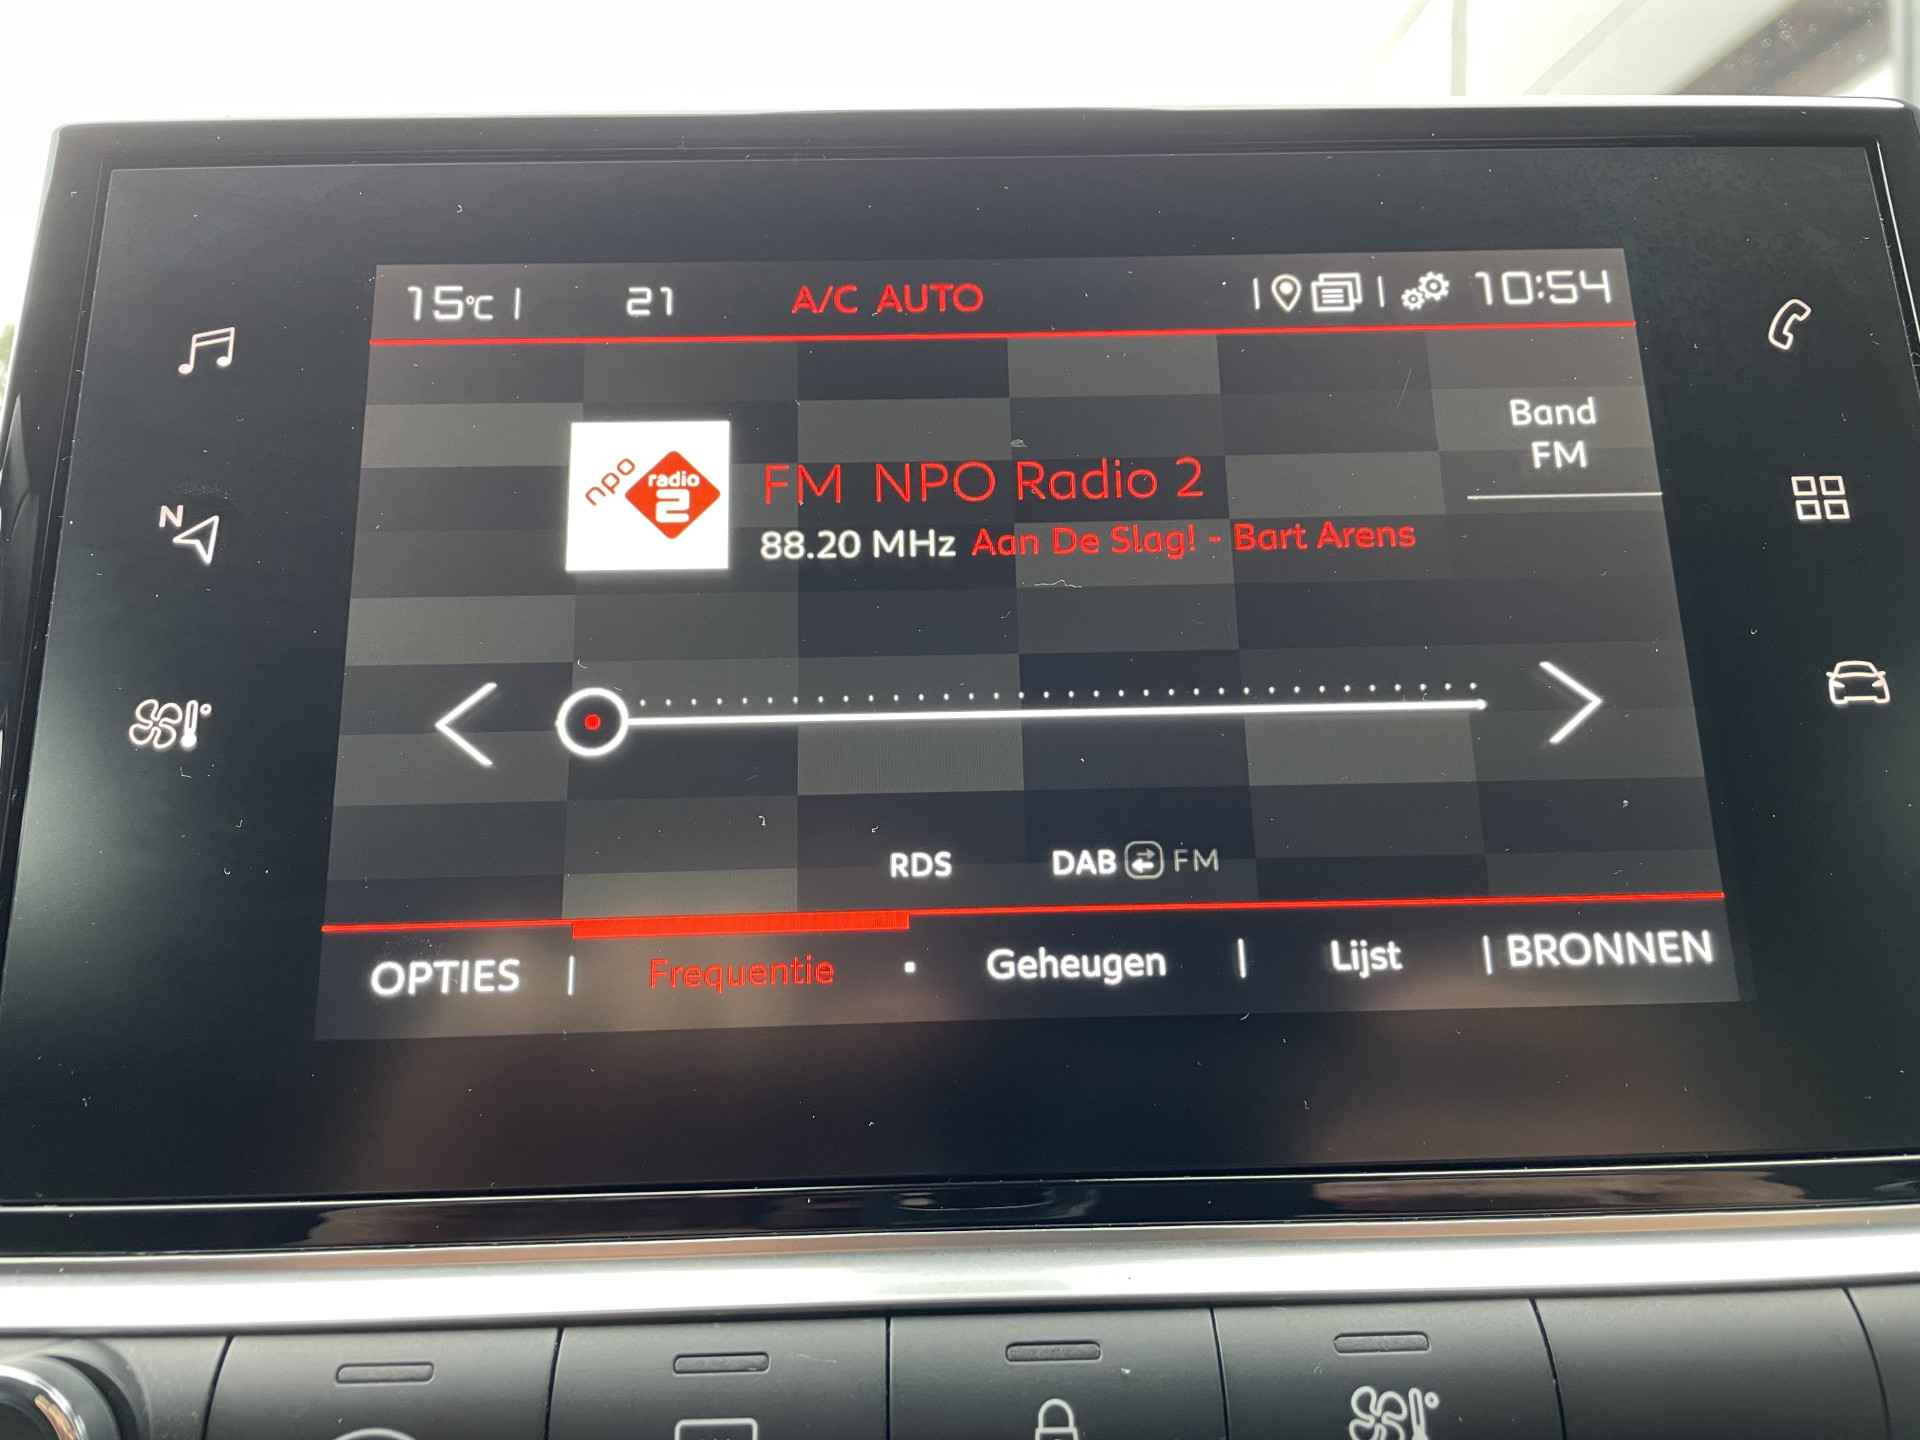 15°C | 21 A/C AUTO 10:54
Band
FM
npo radio 2
FM NPO Radio 2
88.20 MHz Aan De Slag! - Bart Arens
N
RDS DAB FM
OPTIES | Frequentie · Geheugen | Lijst | BRONNEN